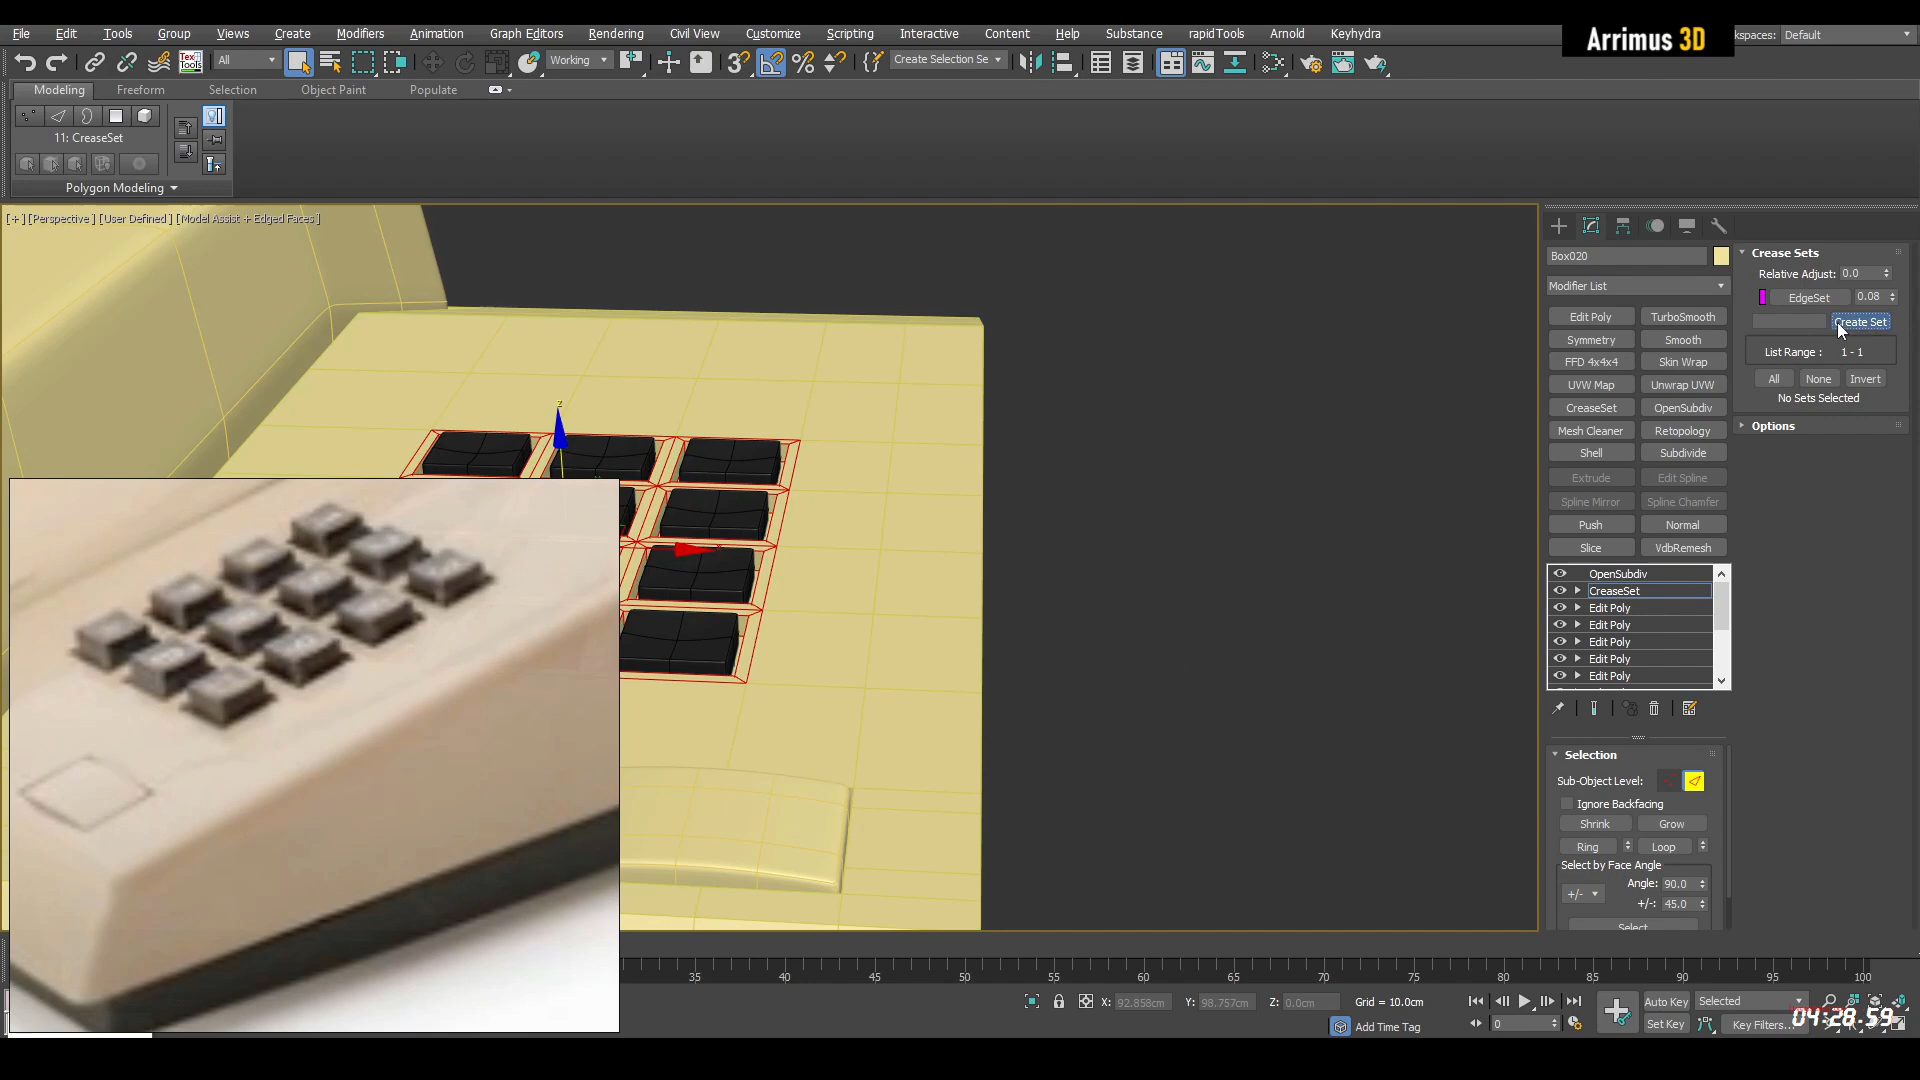 File Edit Tools Group Views Create Modifiers Animation Graph Editors Rendering Civil View Customize Scripting Interactive Content Help Substance rapidTools Arnold Keyhydra
Arrimus 3D
kspaces: Default
Text Tools All Working 3 Create Selection Se
Modeling Freeform Selection Object Paint Populate
11: CreaseSet
Polygon Modeling
[+] [Perspective] [User Defined] [Model Assist + Edged Faces]
z
Box020
Modifier List
Edit Poly TurboSmooth
Symmetry Smooth
FFD 4x4x4 Skin Wrap
UVW Map Unwrap UVW
CreaseSet OpenSubdiv
Mesh Cleaner Retopology
Shell Subdivide
Extrude Edit Spline
Spline Mirror Spline Chamfer
Push Normal
Slice VdbRemesh
OpenSubdiv
CreaseSet
Edit Poly
Edit Poly
Edit Poly
Edit Poly
Edit Poly
Selection
Sub-Object Level:
Ignore Backfacing
Shrink Grow
Ring Loop
Select by Face Angle
+/- Angle: 90.0
+/-: 45.0
Select
Crease Sets
Relative Adjust: 0.0
EdgeSet 0.08
Create Set
List Range : 1 - 1
All None Invert
No Sets Selected
Options
35 40 45 50 55 60 65 70 75 80 85 90 95 100
X: 92.858cm Y: 98.757cm Z: 0.0cm Grid = 10.0cm
Add Time Tag
0
Auto Key Selected
Set Key Key Filters...
04:28.59